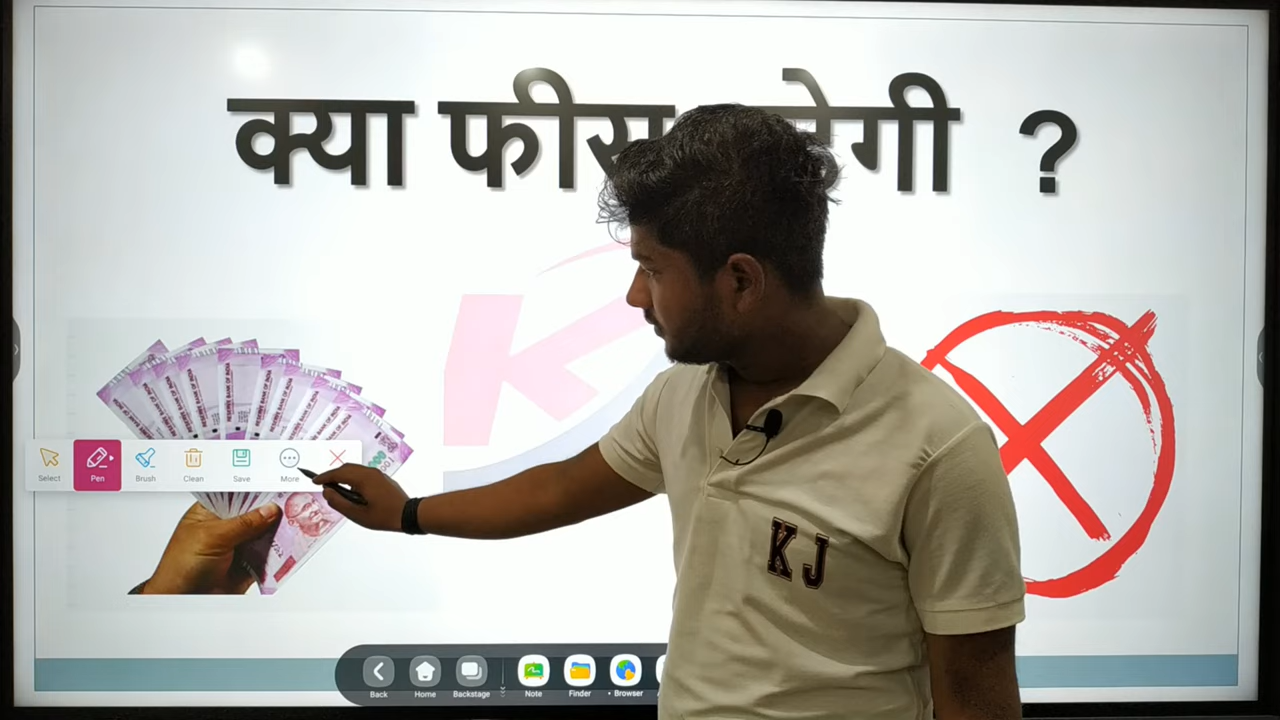 क्या फीस गी ?
K
Select Pen Brush Clean Save More
KJ
Back Home Backstage Note Finder • Browser